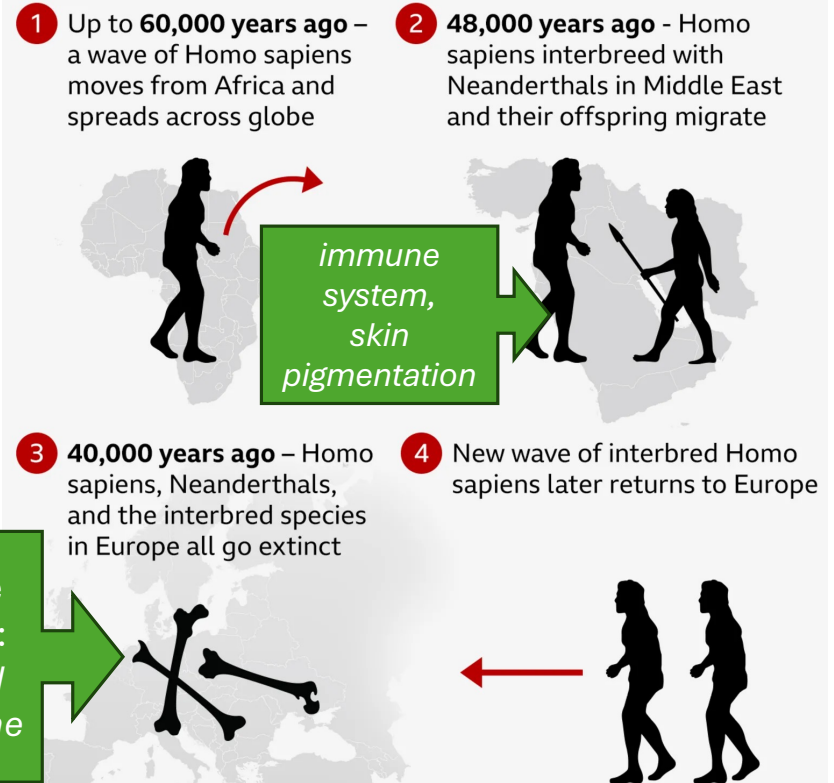 1 Up to 60,000 years ago –
a wave of Homo sapiens
moves from Africa and
spreads across globe
2 48,000 years ago - Homo
sapiens interbreed with
Neanderthals in Middle East
and their offspring migrate
immune
system,
skin
pigmentation
3 40,000 years ago – Homo
sapiens, Neanderthals,
and the interbred species
in Europe all go extinct
4 New wave of interbred Homo
sapiens later returns to Europe